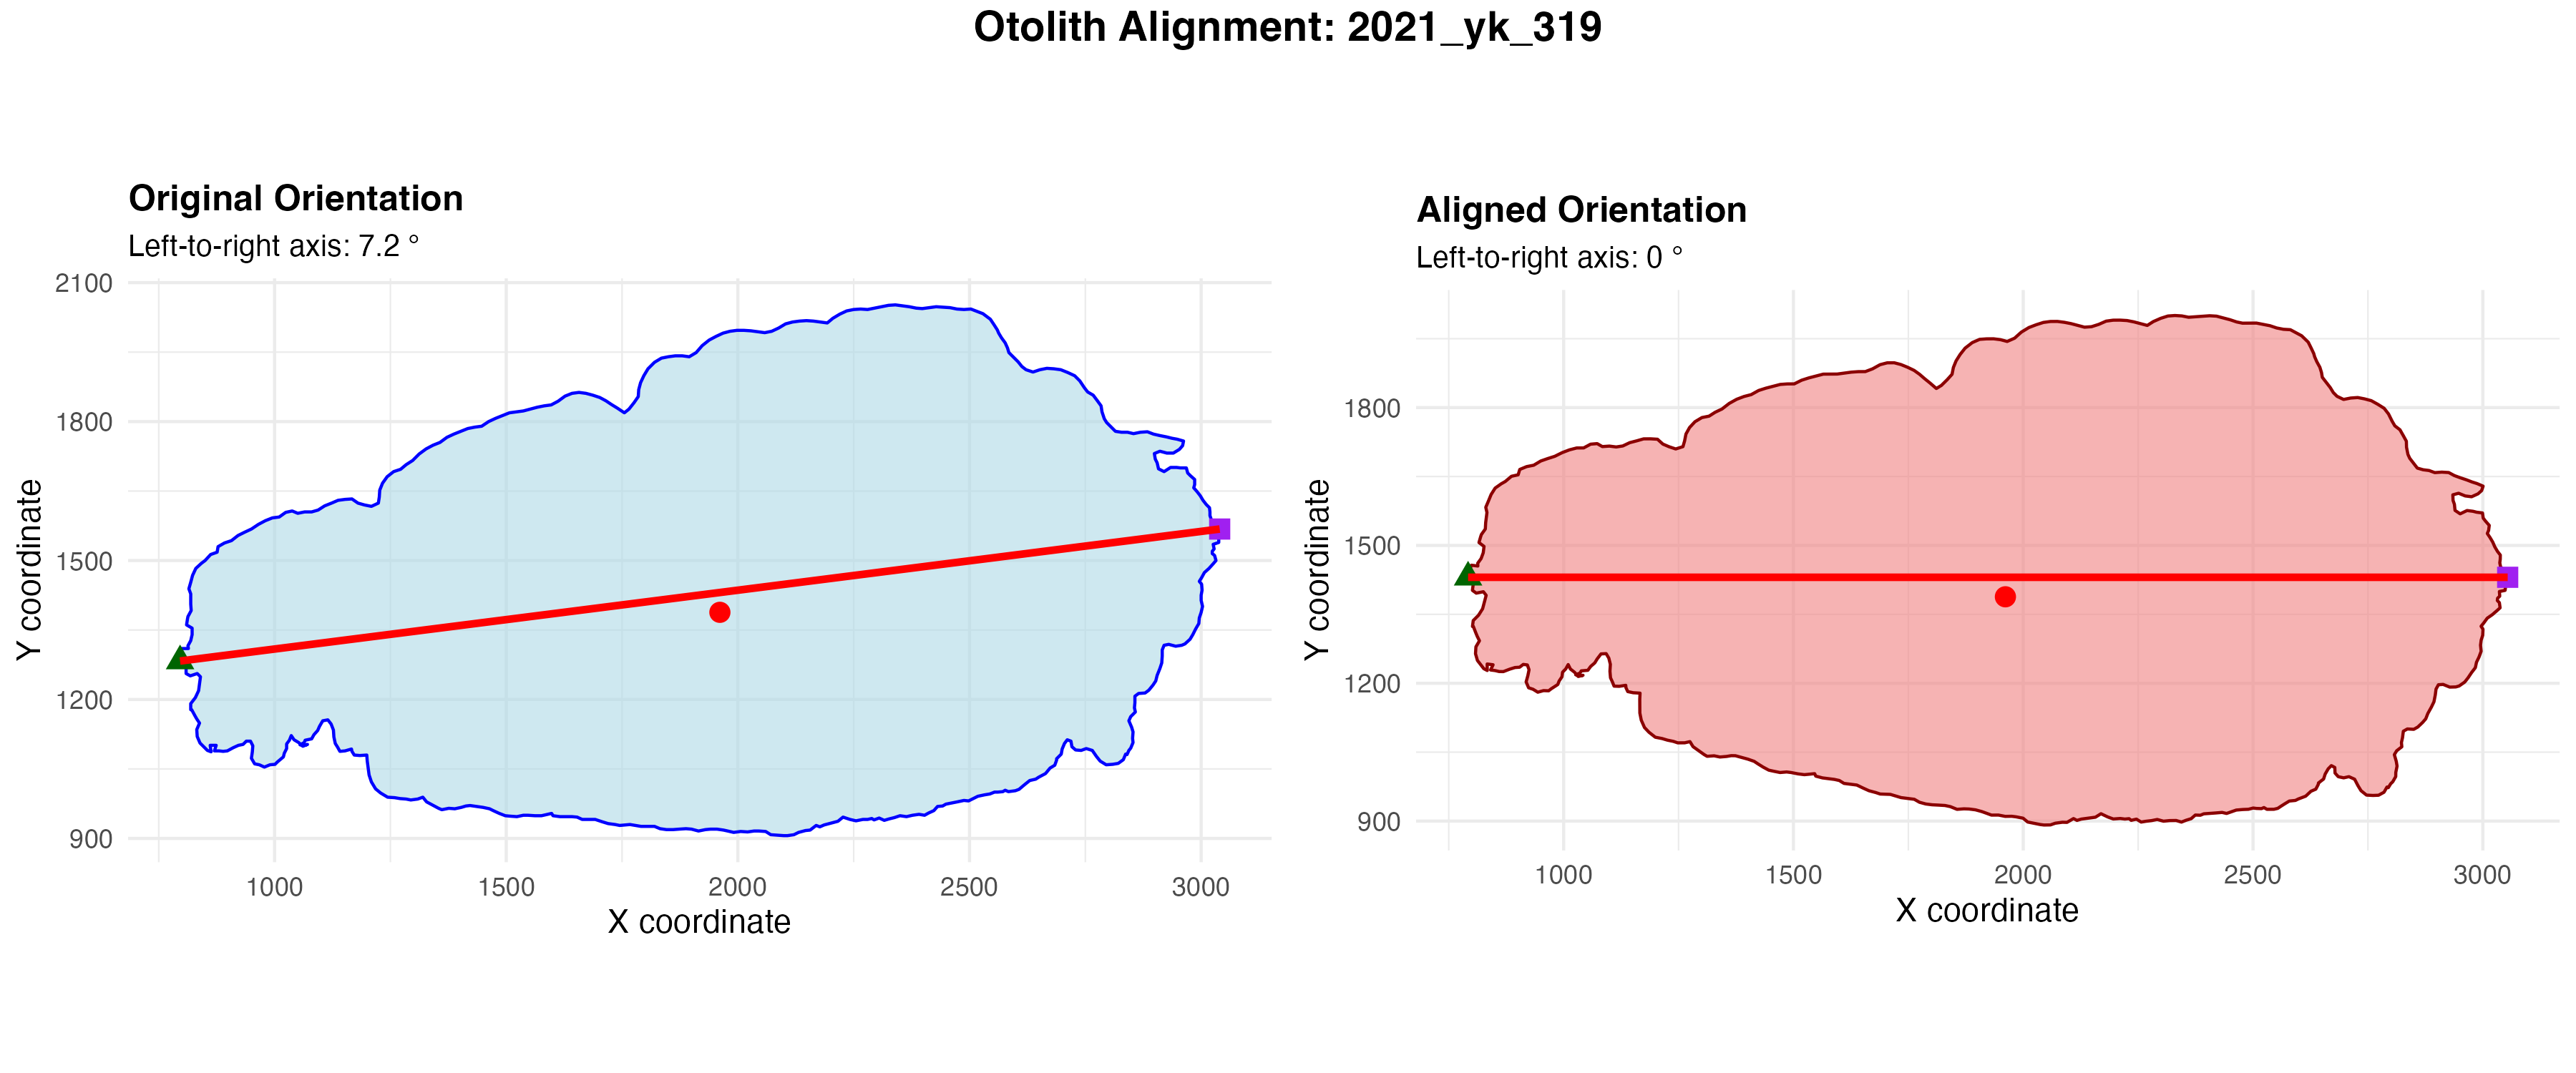 Otolith Alignment: 2021_yk_319
Original Orientation
Left-to-right axis: 7.2 °
2100
1800
1500
1200
900
Y coordinate
1000 1500 2000 2500 3000
X coordinate
Aligned Orientation
Left-to-right axis: 0 °
1800
1500
1200
900
Y coordinate
1000 1500 2000 2500 3000
X coordinate